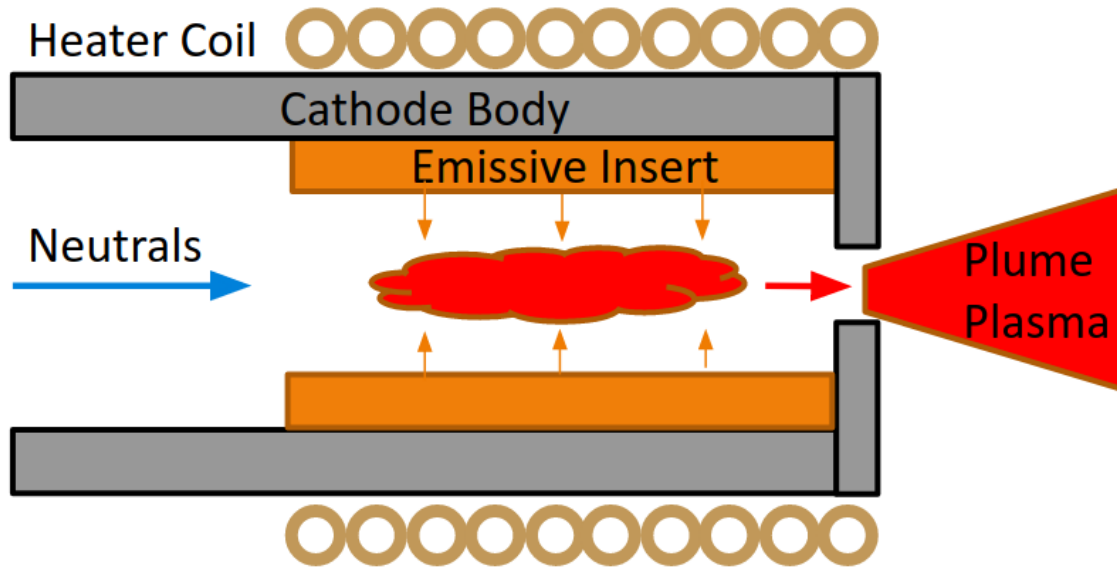 Heater Coil
Cathode Body
Emissive Insert
Neutrals
Plume
Plasma